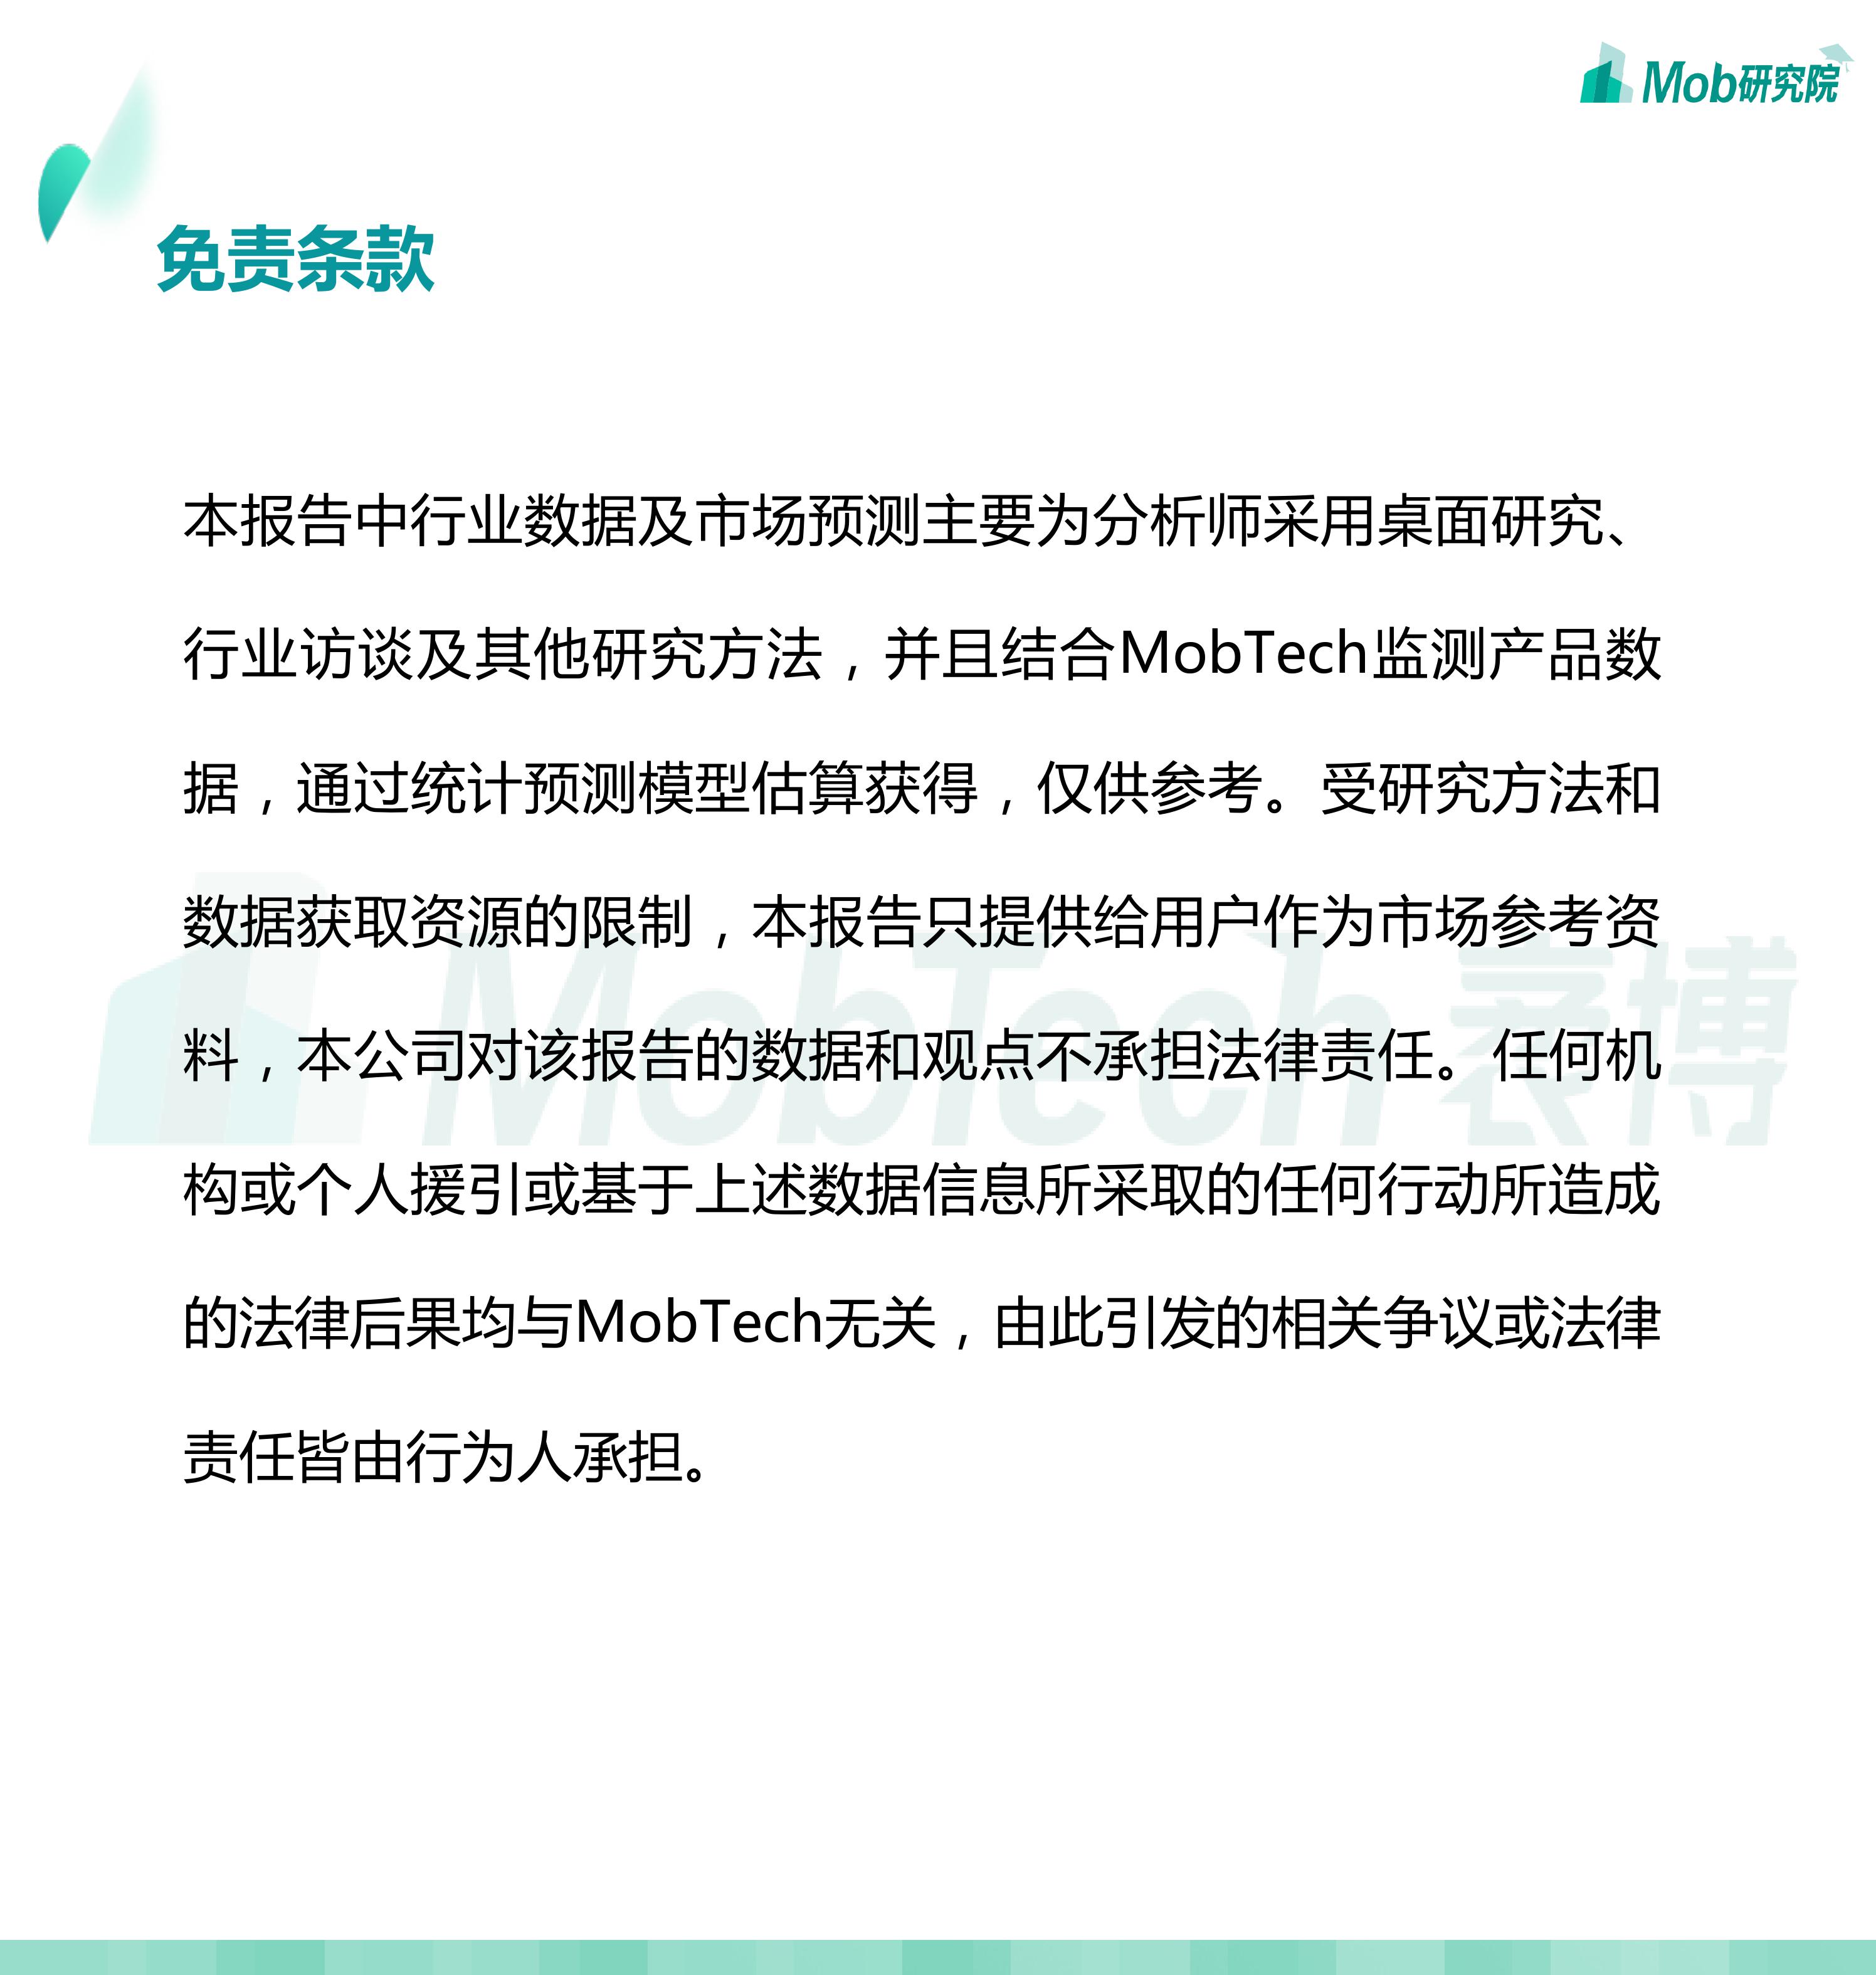 Mob研究院
免责条款
本报告中行业数据及市场预测主要为分析师采用桌面研究、
行业访谈及其他研究方法，并且结合MobTech监测产品数
据，通过统计预测模型估算获得，仅供参考。受研究方法和
数据获取资源的限制，本报告只提供给用户作为市场参考资
料，本公司对该报告的数据和观点不承担法律责任。任何机
构或个人援引或基于上述数据信息所采取的任何行动所造成
的法律后果均与MobTech无关，由此引发的相关争议或法律
责任皆由行为人承担。
MobTech袤博